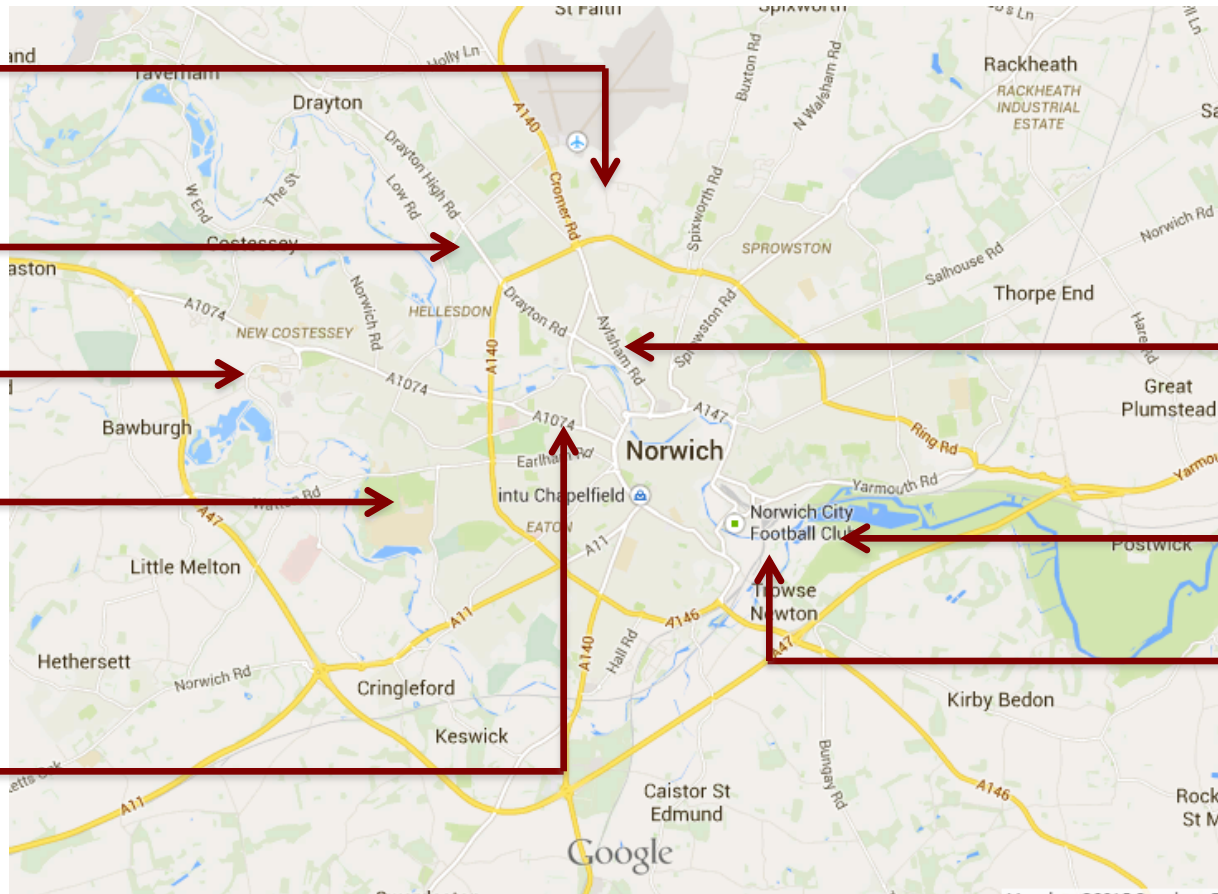 St Faith
Spixworth
Holly Ln
Taverham
Drayton
A140
Buxton Rd
N Walsham Rd
Rackheath
RACKHEATH
INDUSTRIAL
ESTATE
Drayton High Rd
Low Rd
W End
The St
Costessey
Cromer Rd
Spixworth Rd
SPROWSTON
Norwich Rd
Salhouse Rd
Thorpe End
A1074
NEW COSTESSEY
Norwich Rd
HELLESDON
Drayton Rd
A140
Aylsham Rd
Sprowston Rd
Hare Rd
Great
Plumstead
A1074
A1074
A147
Bawburgh
Norwich
Earlham Rd
Ring Rd
Watton Rd
A47
intu Chapelfield
Yarmouth Rd
EATON
A11
Norwich City
Football Club
Postwick
Little Melton
Trowse
Newton
A11
A146
A140
Hall Rd
A47
Hethersett
Norwich Rd
Cringleford
Kirby Bedon
Keswick
Bungay Rd
A11
Caistor St
Edmund
A146
Rock
St M
Google